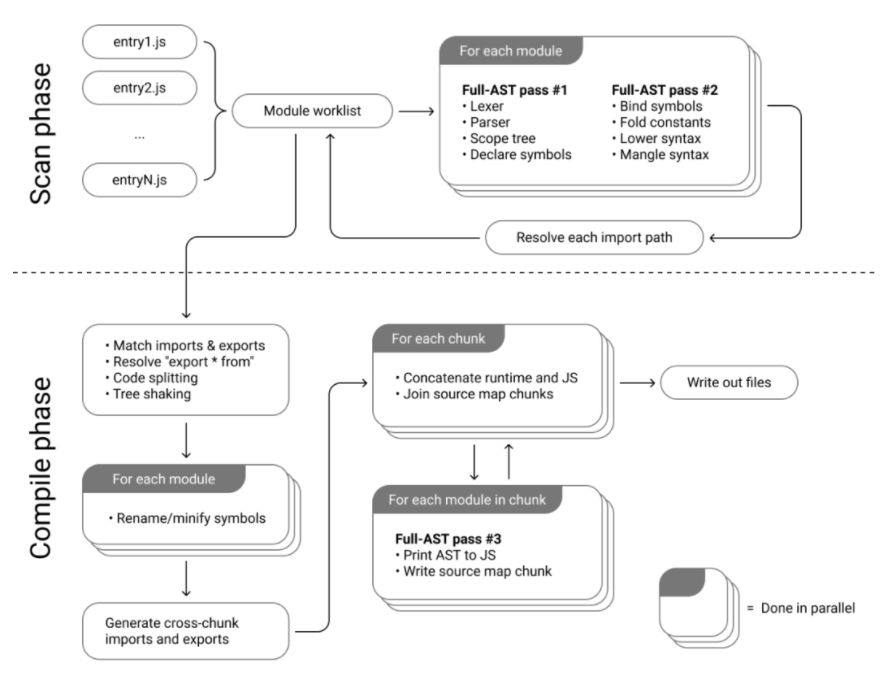 Scan phase
entry1.js
entry2.js
...
entryN.js
Module worklist
For each module
Full-AST pass #1
• Lexer
• Parser
• Scope tree
• Declare symbols
Full-AST pass #2
• Bind symbols
• Fold constants
• Lower syntax
• Mangle syntax
Resolve each import path
Compile phase
• Match imports & exports
• Resolve "export * from"
• Code splitting
• Tree shaking
For each module
• Rename/minify symbols
Generate cross-chunk
imports and exports
For each chunk
• Concatenate runtime and JS
• Join source map chunks
For each module in chunk
Full-AST pass #3
• Print AST to JS
• Write source map chunk
Write out files
= Done in parallel